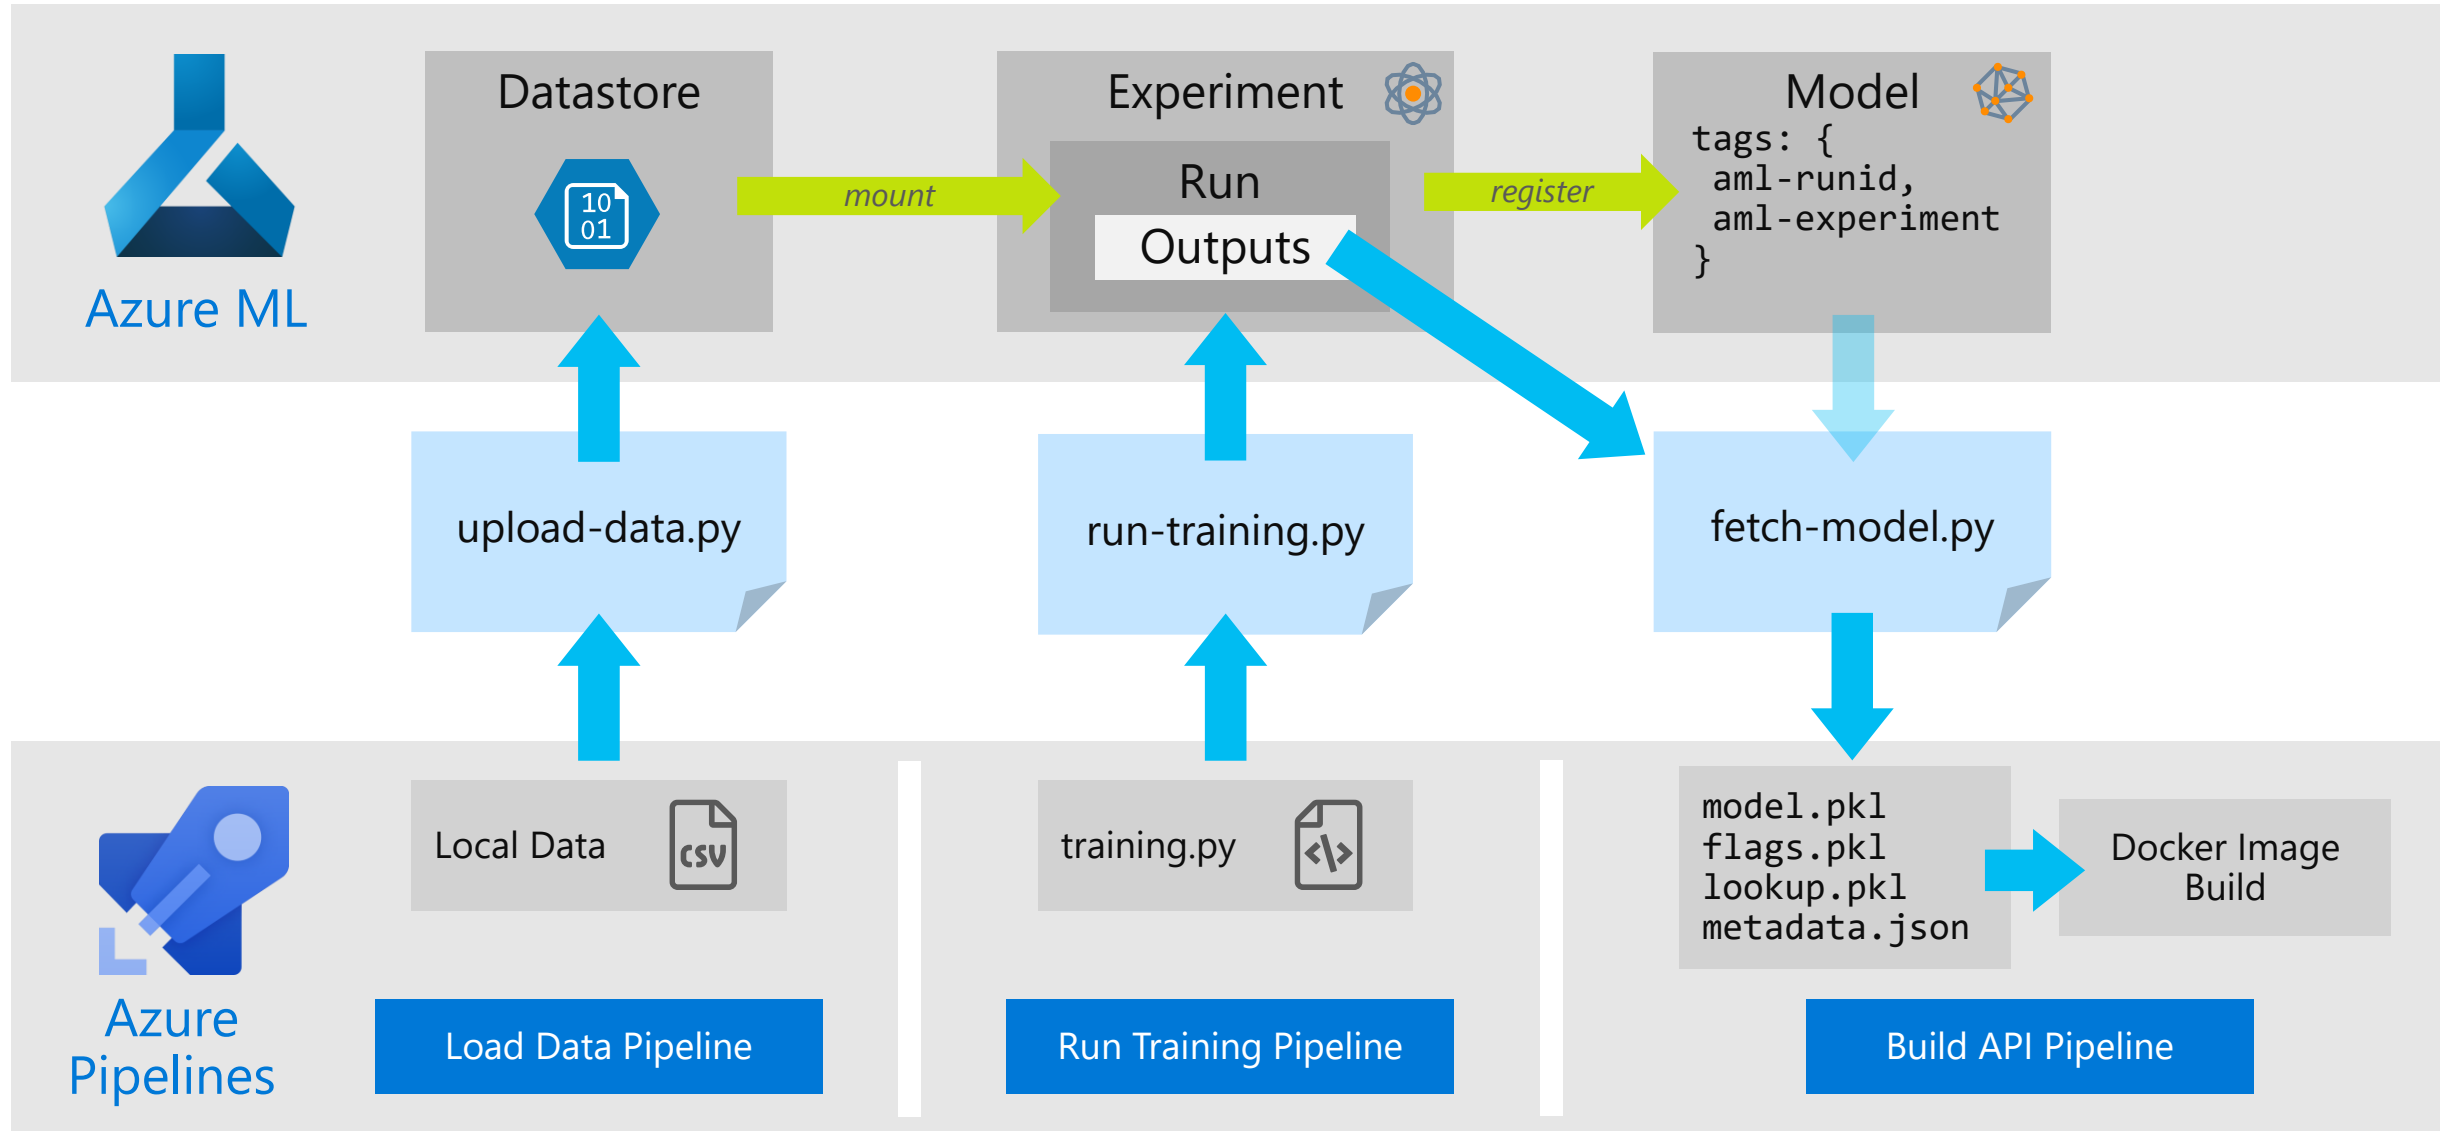 Azure ML
Datastore
10
01
mount
Experiment
Run
Outputs
register
Model
tags: {
aml-runid,
aml-experiment
}
upload-data.py
run-training.py
fetch-model.py
Azure
Pipelines
Local Data
CSV
Load Data Pipeline
training.py
</>
Run Training Pipeline
model.pkl
flags.pkl
lookup.pkl
metadata.json
Docker Image
Build
Build API Pipeline